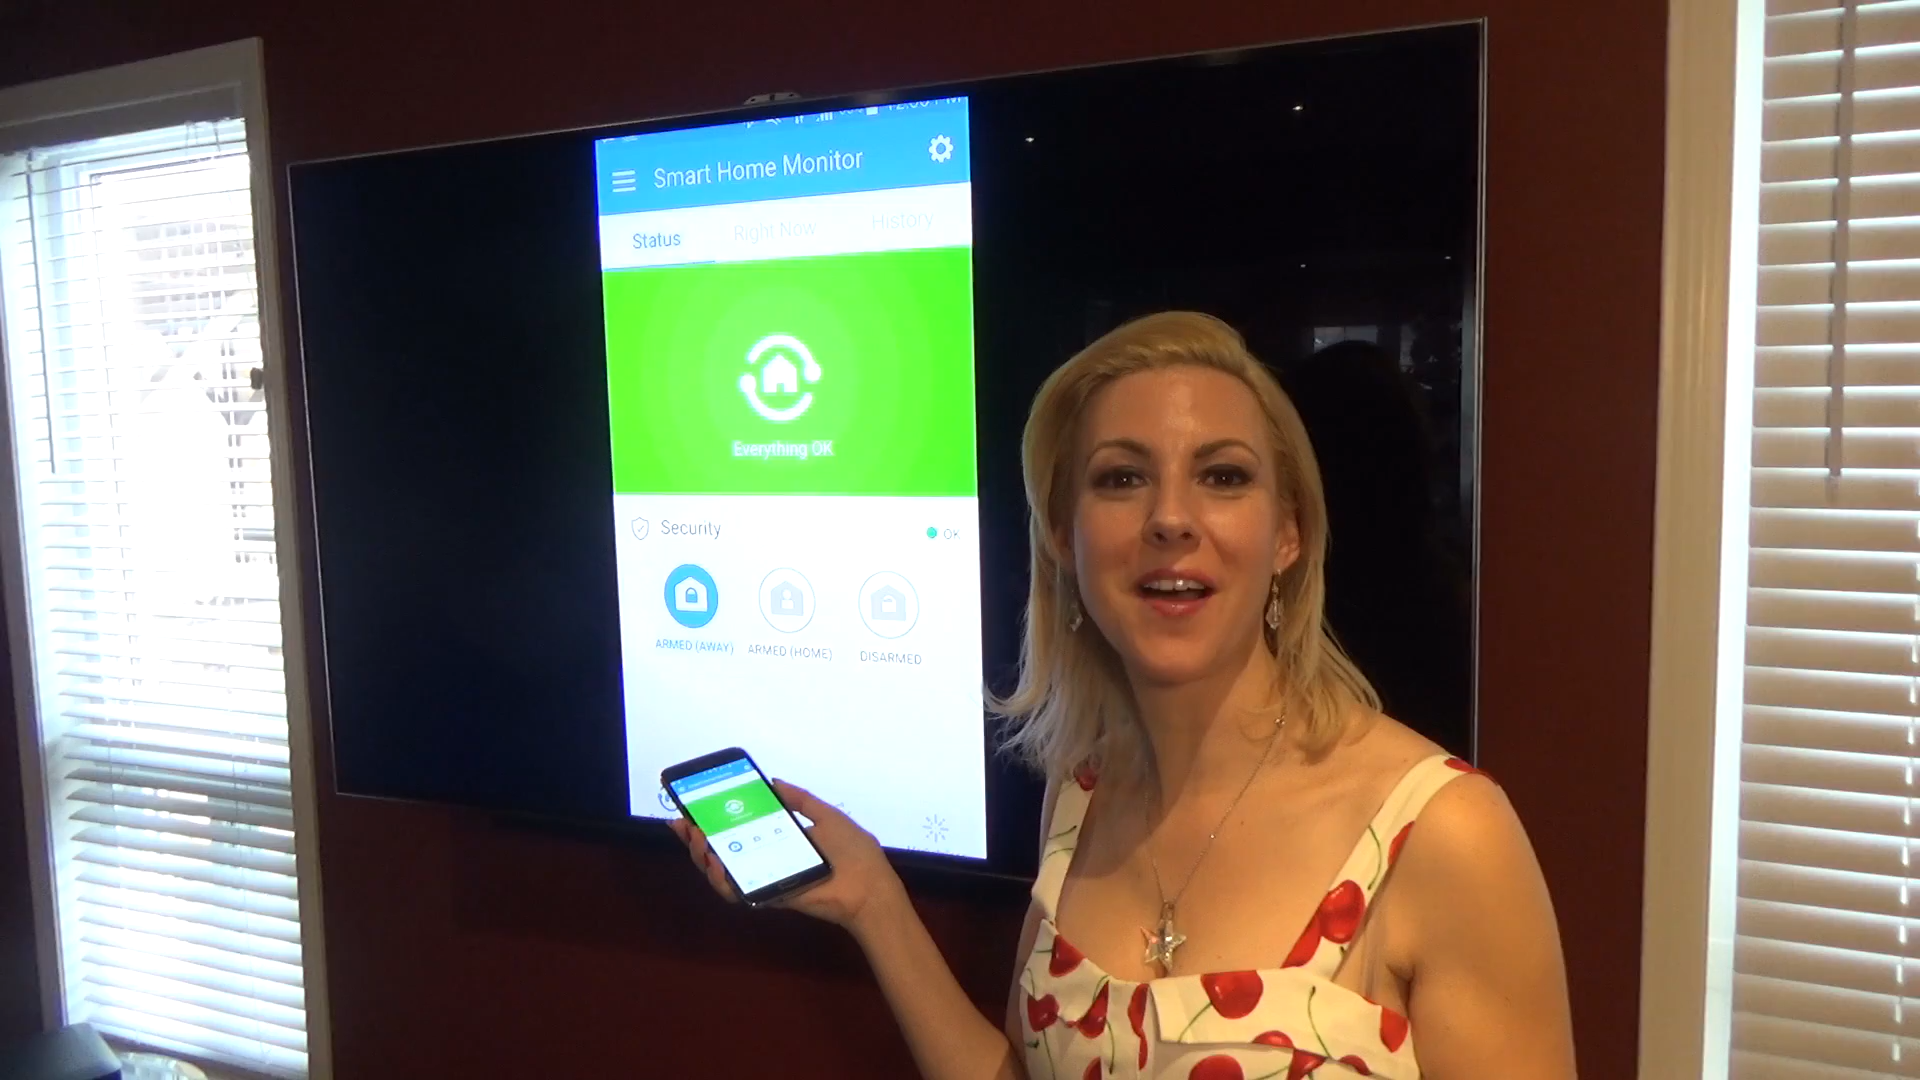 Smart Home Monitor
Status Right Now History
Everything OK
Security OK
ARMED (AWAY) ARMED (HOME) DISARMED